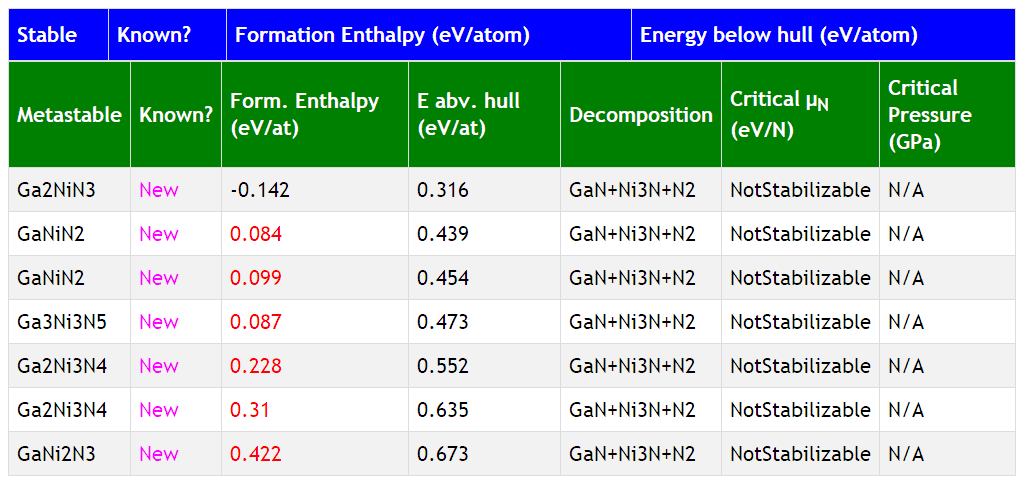 Stable Known? Formation Enthalpy (eV/atom) Energy below hull (eV/atom)
Metastable Known? Form. Enthalpy (eV/at) E abv. hull (eV/at) Decomposition Critical μN (eV/N) Critical Pressure (GPa)
Ga2NiN3 New -0.142 0.316 GaN+Ni3N+N2 NotStabilizable N/A
GaNiN2 New 0.084 0.439 GaN+Ni3N+N2 NotStabilizable N/A
GaNiN2 New 0.099 0.454 GaN+Ni3N+N2 NotStabilizable N/A
Ga3Ni3N5 New 0.087 0.473 GaN+Ni3N+N2 NotStabilizable N/A
Ga2Ni3N4 New 0.228 0.552 GaN+Ni3N+N2 NotStabilizable N/A
Ga2Ni3N4 New 0.31 0.635 GaN+Ni3N+N2 NotStabilizable N/A
GaNi2N3 New 0.422 0.673 GaN+Ni3N+N2 NotStabilizable N/A